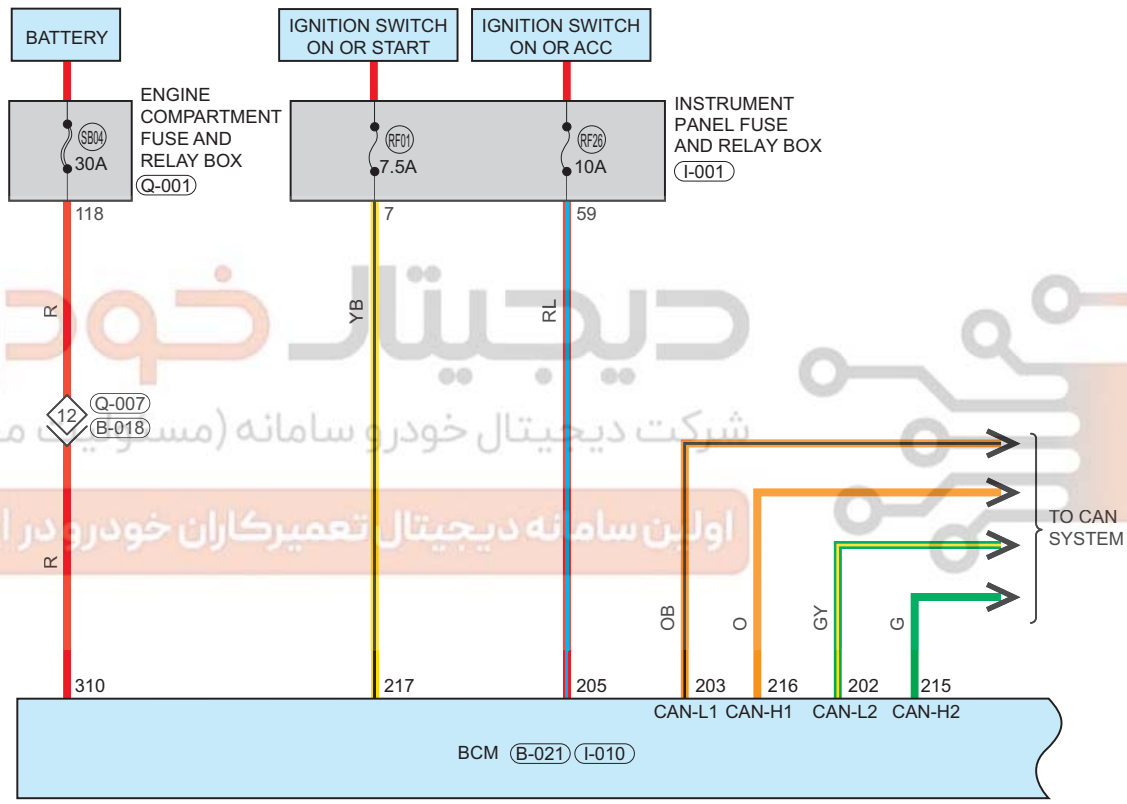 BATTERY
IGNITION SWITCH
ON OR START
IGNITION SWITCH
ON OR ACC
SB04
30A
ENGINE
COMPARTMENT
FUSE AND
RELAY BOX
Q-001
RF01
7.5A
RF26
10A
INSTRUMENT
PANEL FUSE
AND RELAY BOX
I-001
118
7
59
R
YB
RL
دیجیتال خود
12
Q-007
B-018
شرکت دیجیتال خودرو سامانه (مسئولیت
اولین سامانه دیجیتال تعمیرکاران خودرو در
R
TO CAN
SYSTEM
OB
O
GY
G
310
217
205
203
216
202
215
CAN-L1
CAN-H1
CAN-L2
CAN-H2
BCM
B-021
I-010